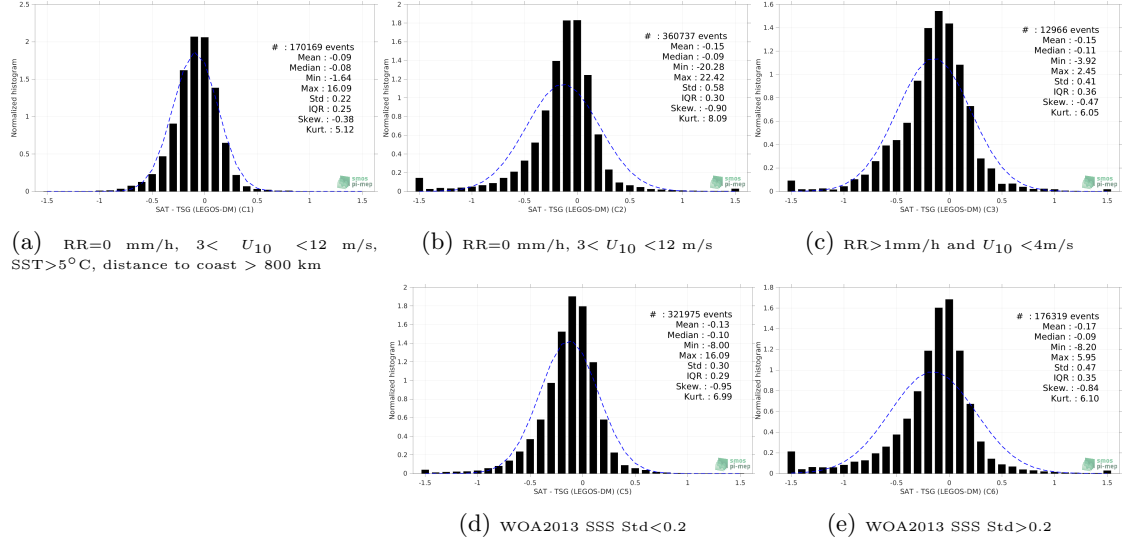 2.5
2
1.5
1
0.5
0
Normalized histogram
-1.5 -1 -0.5 0 0.5 1 1.5
SAT - TSG (LEGOS-DM) (C1)
# : 170169 events
Mean : -0.09
Median : -0.08
Min : -1.64
Max : 16.09
Std : 0.22
IQR : 0.25
Skew. : -0.38
Kurt. : 5.12
smos
pi-mep
(a) RR=0 mm/h, 3< U10 <12 m/s,
SST>5°C, distance to coast > 800 km
2
1.8
1.6
1.4
1.2
1
0.8
0.6
0.4
0.2
0
Normalized histogram
-1.5 -1 -0.5 0 0.5 1 1.5
SAT - TSG (LEGOS-DM) (C2)
# : 360737 events
Mean : -0.15
Median : -0.09
Min : -20.28
Max : 22.42
Std : 0.58
IQR : 0.30
Skew. : -0.90
Kurt. : 8.09
smos
pi-mep
(b) RR=0 mm/h, 3< U10 <12 m/s
1.6
1.4
1.2
1
0.8
0.6
0.4
0.2
0
Normalized histogram
-1.5 -1 -0.5 0 0.5 1 1.5
SAT - TSG (LEGOS-DM) (C3)
# : 12966 events
Mean : -0.15
Median : -0.11
Min : -3.92
Max : 2.45
Std : 0.41
IQR : 0.36
Skew. : -0.47
Kurt. : 6.05
smos
pi-mep
(c) RR>1mm/h and U10 <4m/s
2
1.8
1.6
1.4
1.2
1
0.8
0.6
0.4
0.2
0
Normalized histogram
-1.5 -1 -0.5 0 0.5 1 1.5
SAT - TSG (LEGOS-DM) (C5)
# : 321975 events
Mean : -0.13
Median : -0.10
Min : -8.00
Max : 16.09
Std : 0.30
IQR : 0.29
Skew. : -0.95
Kurt. : 6.99
smos
pi-mep
(d) WOA2013 SSS Std<0.2
1.8
1.6
1.4
1.2
1
0.8
0.6
0.4
0.2
0
Normalized histogram
-1.5 -1 -0.5 0 0.5 1 1.5
SAT - TSG (LEGOS-DM) (C6)
# : 176319 events
Mean : -0.17
Median : -0.09
Min : -8.20
Max : 5.95
Std : 0.47
IQR : 0.35
Skew. : -0.84
Kurt. : 6.10
smos
pi-mep
(e) WOA2013 SSS Std>0.2